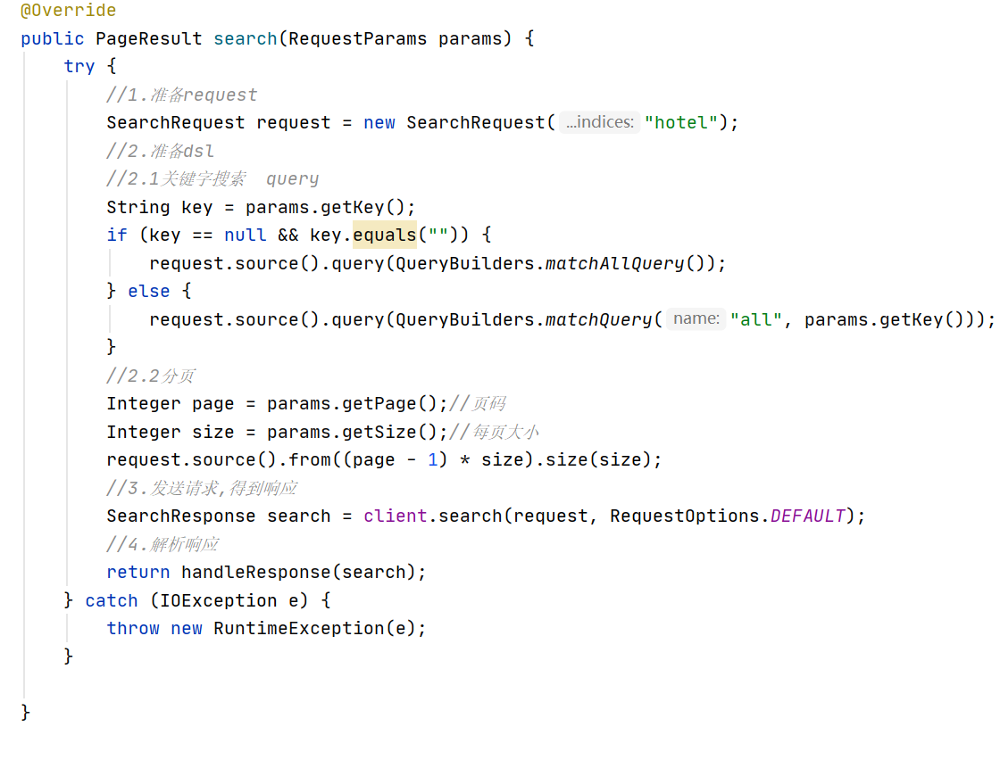 @Override
public PageResult search(RequestParams params) {
try {
//1.准备request
SearchRequest request = new SearchRequest( ...indices: "hotel");
//2.准备dsl
//2.1关键字搜索  query
String key = params.getKey();
if (key == null && key.equals("")) {
request.source().query(QueryBuilders.matchAllQuery());
} else {
request.source().query(QueryBuilders.matchQuery( name: "all", params.getKey()));
}
//2.2分页
Integer page = params.getPage();//页码
Integer size = params.getSize();//每页大小
request.source().from((page - 1) * size).size(size);
//3.发送请求,得到响应
SearchResponse search = client.search(request, RequestOptions.DEFAULT);
//4.解析响应
return handleResponse(search);
} catch (IOException e) {
throw new RuntimeException(e);
}
}